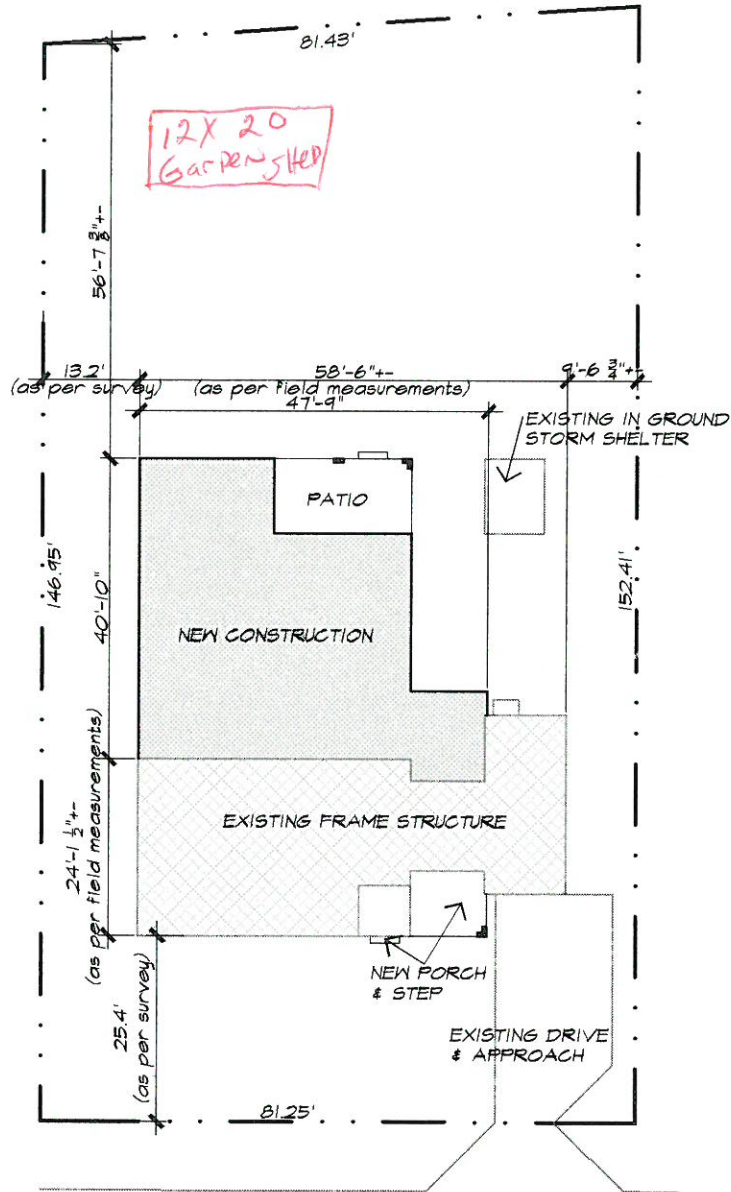 81.43'
12 X 20
GarDeN SHED
56'-7 3/8"+-
13.2'
(as per survey)
58'-6"+-
(as per field measurements)
9'-6 3/4"+-
47'-9"
EXISTING IN GROUND
STORM SHELTER
PATIO
146.95'
40'-10"
152.41'
NEW CONSTRUCTION
24'-1 1/2"+-
(as per field measurements)
EXISTING FRAME STRUCTURE
NEW PORCH
& STEP
25.4'
(as per survey)
EXISTING DRIVE
& APPROACH
81.25'